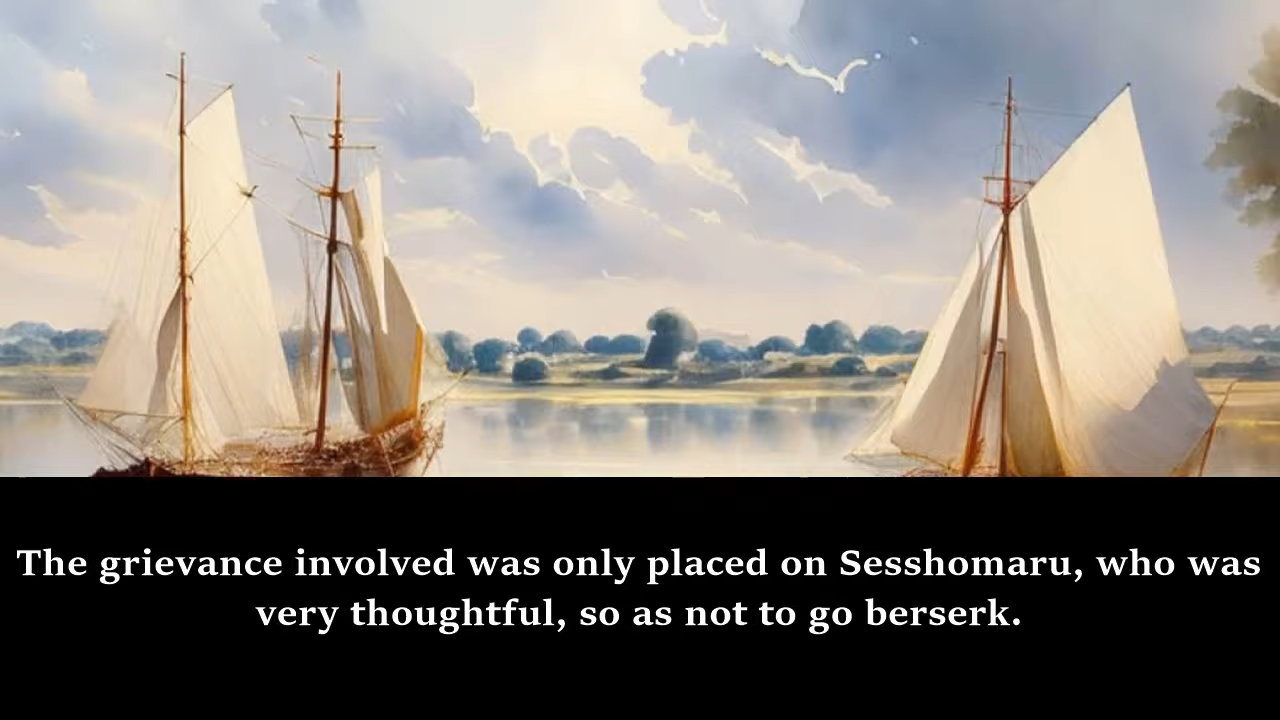 The grievance involved was only placed on Sesshomaru, who was
very thoughtful, so as not to go berserk.